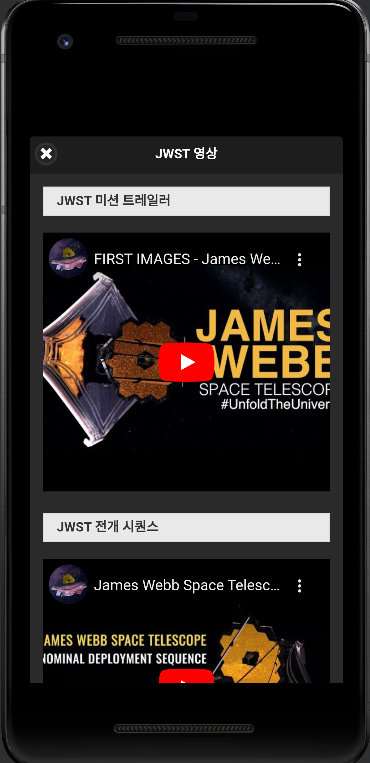 JWST 영상
JWST 미션 트레일러
FIRST IMAGES - James We...
JAMES
WEBB
SPACE TELESCOP
#UnfoldTheUniver
JWST 전개 시퀀스
James Webb Space Telesc...
AMES WEBB SPACE TELESCOPE
NOMINAL DEPLOYMENT SEQUENCE